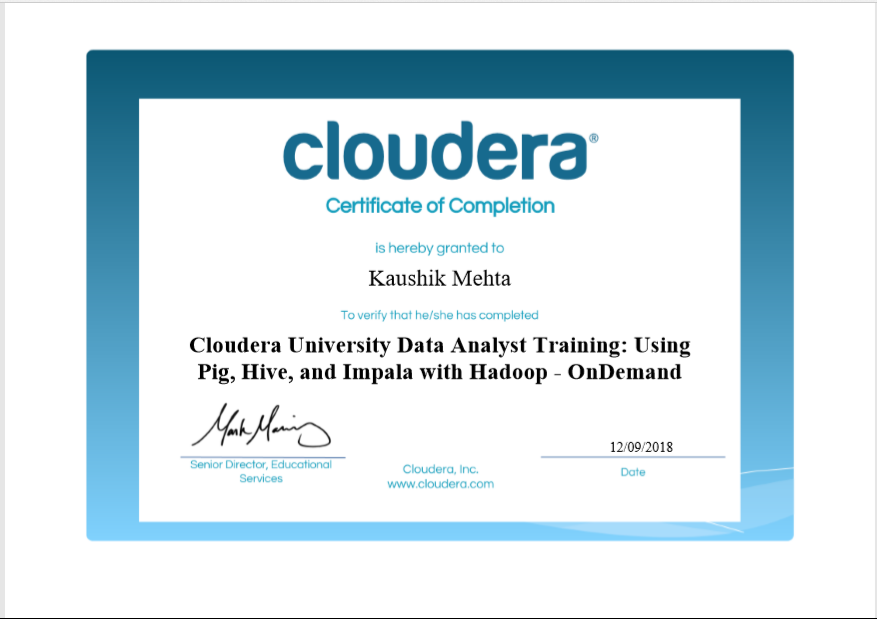 cloudera®
Certificate of Completion
is hereby granted to
Kaushik Mehta
To verify that he/she has completed
Cloudera University Data Analyst Training: Using
Pig, Hive, and Impala with Hadoop - OnDemand
Senior Director, Educational
Services
Cloudera, Inc.
www.cloudera.com
12/09/2018
Date